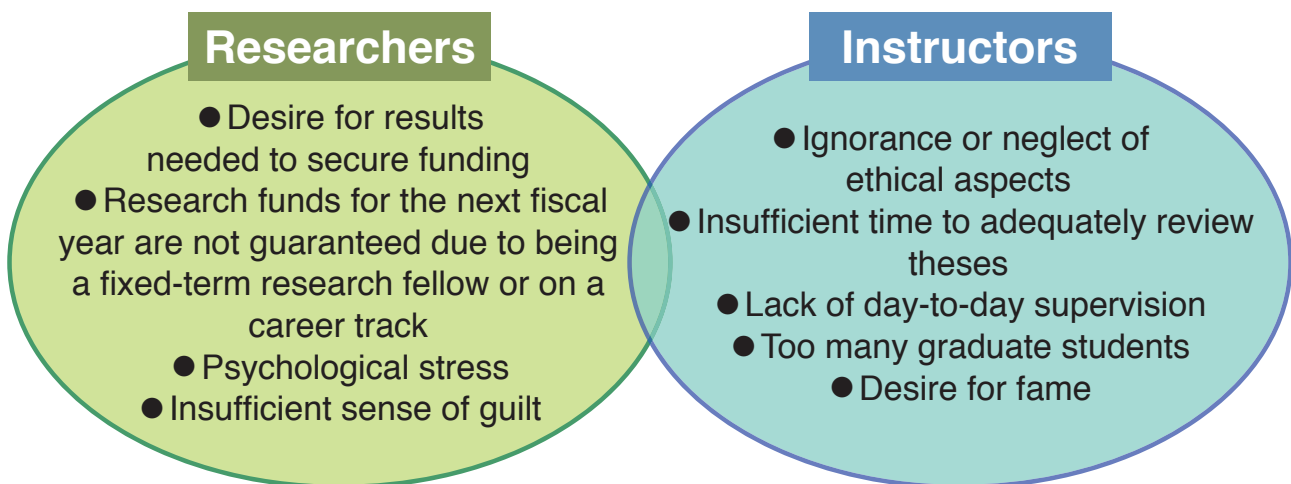 Researchers
● Desire for results
needed to secure funding
● Research funds for the next fiscal
year are not guaranteed due to being
a fixed-term research fellow or on a
career track
● Psychological stress
● Insufficient sense of guilt
Instructors
● Ignorance or neglect of
ethical aspects
● Insufficient time to adequately review
theses
● Lack of day-to-day supervision
● Too many graduate students
● Desire for fame